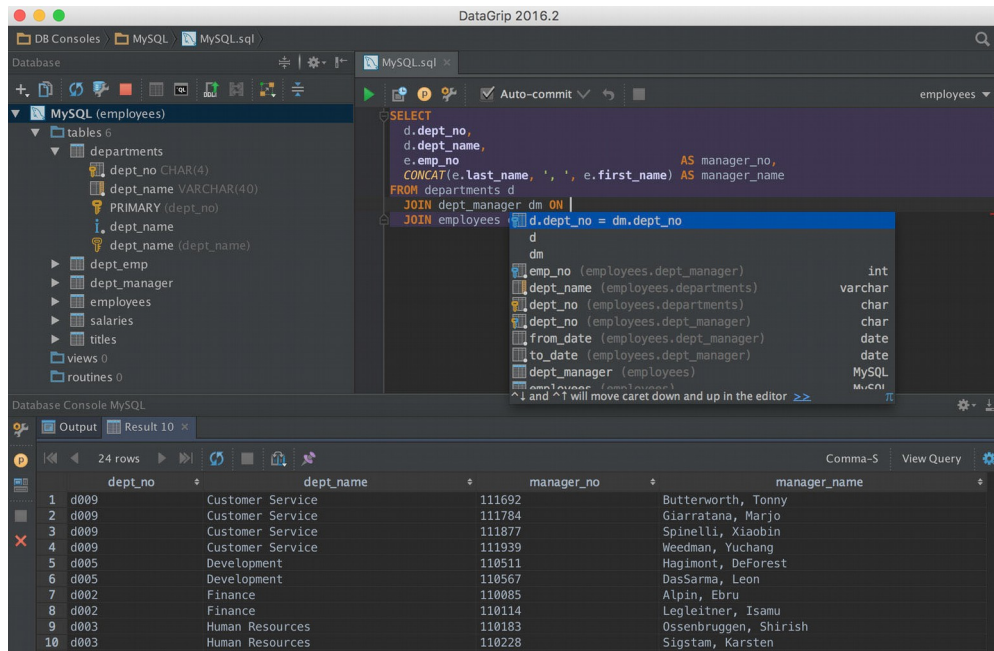 DataGrip 2016.2
DB Consoles MySQL MySQL.sql
Database
MySQL.sql
Auto-commit employees
MySQL (employees)
tables 6
departments
dept_no CHAR(4)
dept_name VARCHAR(40)
PRIMARY (dept_no)
dept_name
dept_name (dept_name)
dept_emp
dept_manager
employees
salaries
titles
views 0
routines 0
SELECT
d.dept_no,
d.dept_name,
e.emp_no AS manager_no,
CONCAT(e.last_name, ', ', e.first_name) AS manager_name
FROM departments d
JOIN dept_manager dm ON
JOIN employees
d.dept_no = dm.dept_no
d
dm
emp_no (employees.dept_manager) int
dept_name (employees.departments) varchar
dept_no (employees.departments) char
dept_no (employees.dept_manager) char
from_date (employees.dept_manager) date
to_date (employees.dept_manager) date
dept_manager (employees) MySQL
employees (employees) MySQL
^↓ and ^↑ will move caret down and up in the editor >> π
Database Console MySQL
Output Result 10
24 rows Comma-S View Query
dept_no dept_name manager_no manager_name
1 d009 Customer Service 111692 Butterworth, Tonny
2 d009 Customer Service 111784 Giarratana, Marjo
3 d009 Customer Service 111877 Spinelli, Xiaobin
4 d009 Customer Service 111939 Weedman, Yuchang
5 d005 Development 110511 Hagimont, DeForest
6 d005 Development 110567 DasSarma, Leon
7 d002 Finance 110085 Alpin, Ebru
8 d002 Finance 110114 Legleitner, Isamu
9 d003 Human Resources 110183 Ossenbruggen, Shirish
10 d003 Human Resources 110228 Sigstam, Karsten